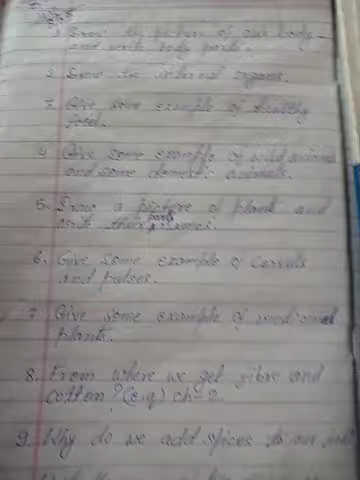 1. Draw the picture of our body
and write body parts.
2. Draw the internal organs.
3. Give some example of healthy
food.
4. Give some example of wild animals
and some domestic animals.
5. Draw a picture of plant and
write their parts names.
6. Give some example of Cereals
and pulses.
7. Give some example of medicinal
plants.
8. From where we get fibre and
cotton? (e.g) ch-2
9. Why do we add spices to our